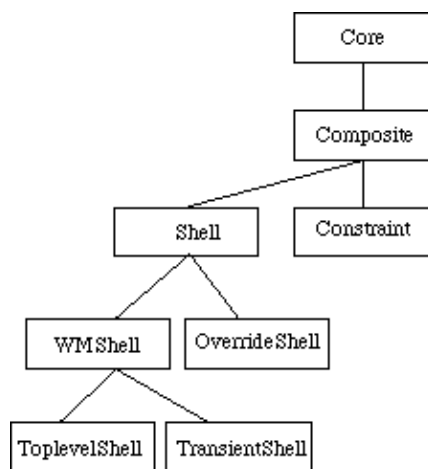 Core
Composite
Shell
Constraint
WMShell
OverrideShell
ToplevelShell
TransientShell